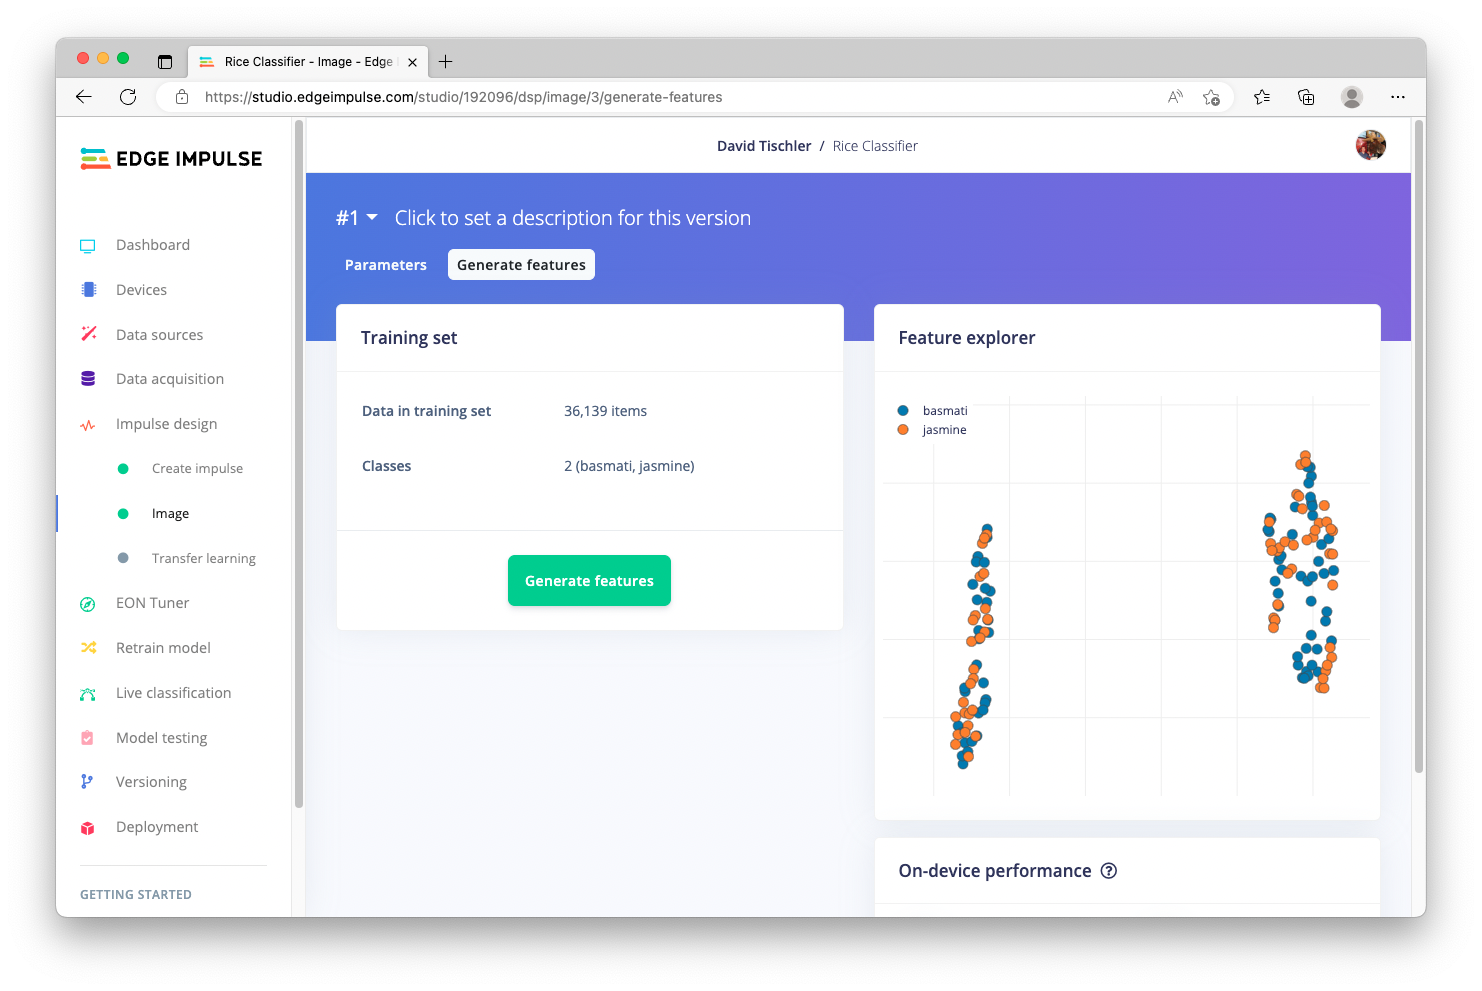 Rice Classifier - Image - Edge
https://studio.edgeimpulse.com/studio/192096/dsp/image/3/generate-features
EDGE IMPULSE
David Tischler / Rice Classifier
#1 Click to set a description for this version
Parameters
Generate features
Dashboard
Devices
Data sources
Data acquisition
Impulse design
Create impulse
Image
Transfer learning
EON Tuner
Retrain model
Live classification
Model testing
Versioning
Deployment
GETTING STARTED
Training set
Data in training set 36,139 items
Classes 2 (basmati, jasmine)
Generate features
Feature explorer
basmati
jasmine
On-device performance ?